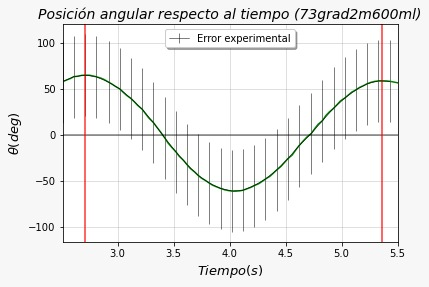 Posición angular respecto al tiempo (73grad2m600ml)
Error experimental
θ(deg)
100
50
0
−50
−100
3.0 3.5 4.0 4.5 5.0 5.5
Tiempo(s)